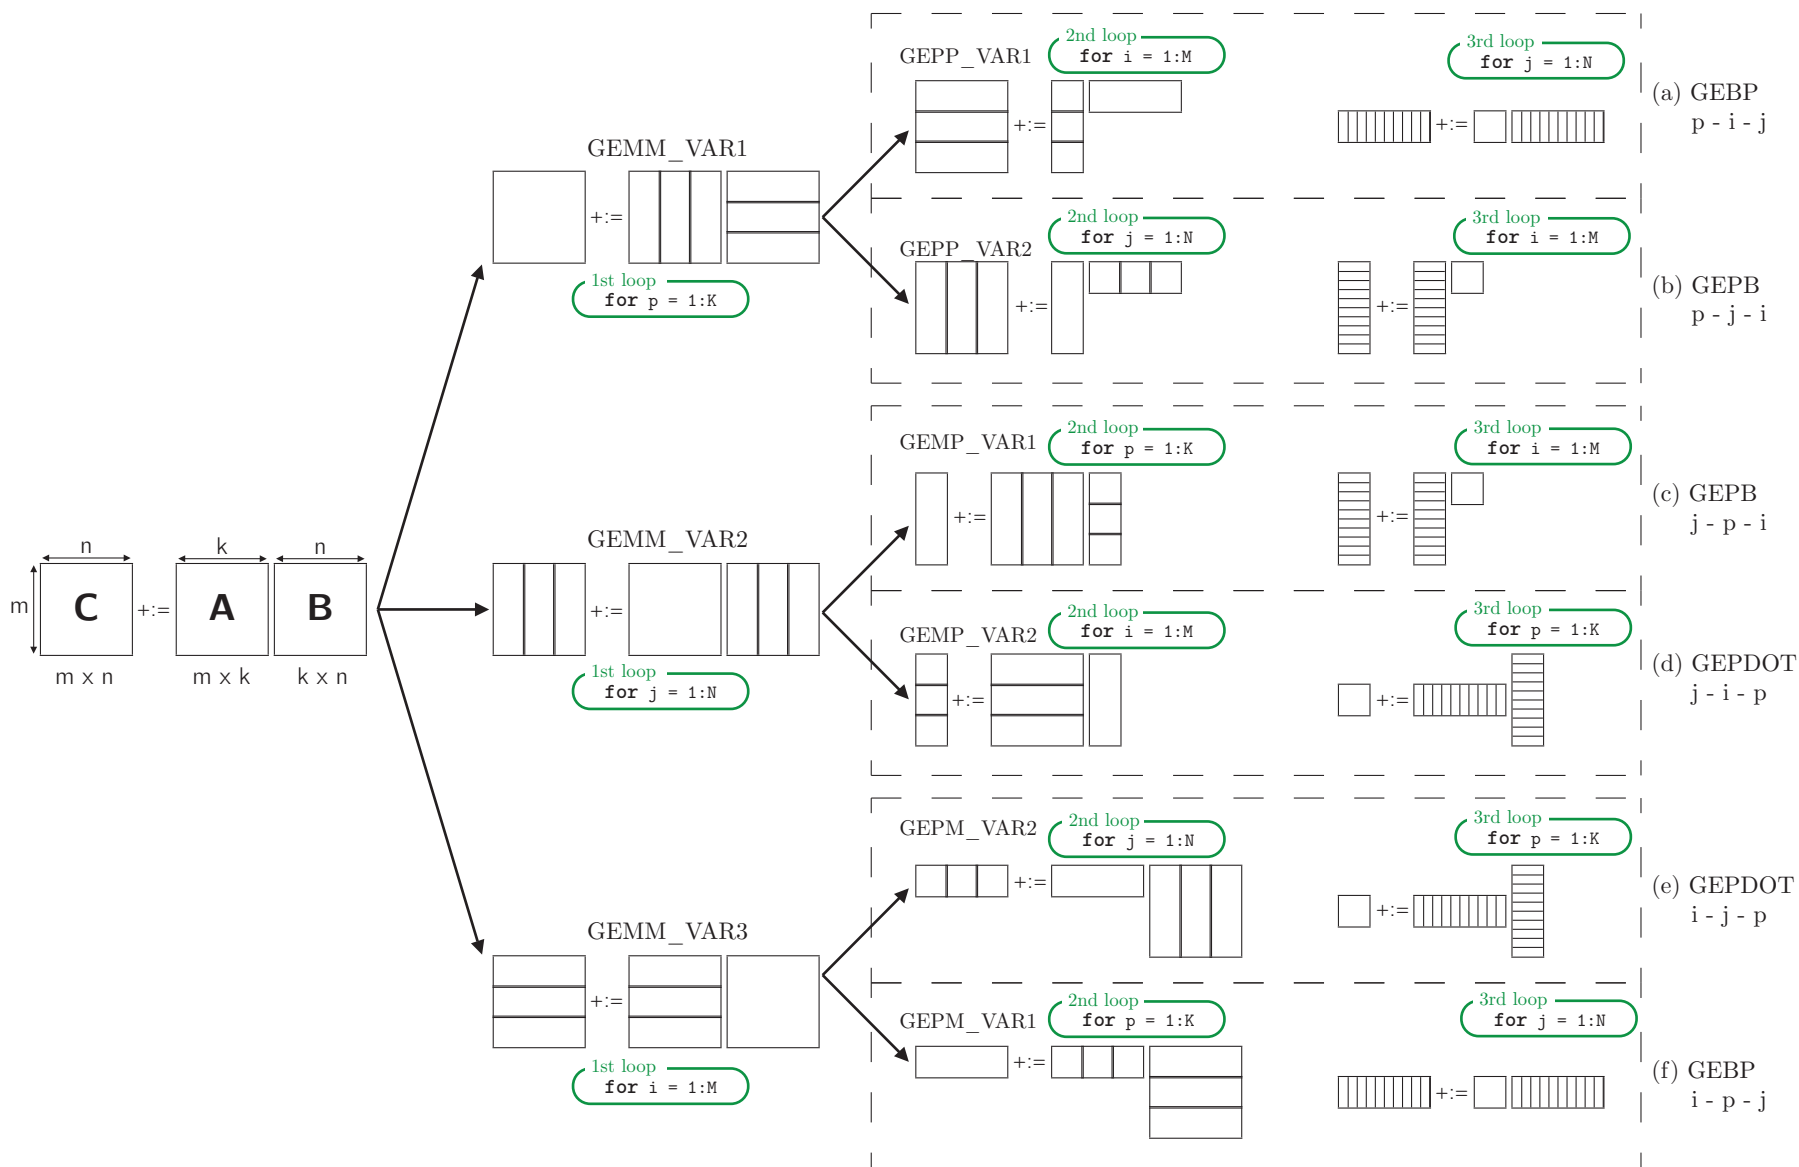 n
m
C
+:=
k
A
n
B
m x n
m x k
k x n
GEMM_VAR1
+:=
1st loop
for p = 1:K
GEPP_VAR1
2nd loop
for i = 1:M
+:=
3rd loop
for j = 1:N
+:=
(a) GEBP
p - i - j
GEPP_VAR2
2nd loop
for j = 1:N
+:=
3rd loop
for i = 1:M
+:=
(b) GEPB
p - j - i
GEMM_VAR2
+:=
1st loop
for j = 1:N
GEMP_VAR1
2nd loop
for p = 1:K
+:=
3rd loop
for i = 1:M
+:=
(c) GEPB
j - p - i
GEMP_VAR2
2nd loop
for i = 1:M
+:=
3rd loop
for p = 1:K
+:=
(d) GEPDOT
j - i - p
GEMM_VAR3
+:=
1st loop
for i = 1:M
GEPM_VAR2
2nd loop
for j = 1:N
+:=
3rd loop
for p = 1:K
+:=
(e) GEPDOT
i - j - p
GEPM_VAR1
2nd loop
for p = 1:K
+:=
3rd loop
for j = 1:N
+:=
(f) GEBP
i - p - j